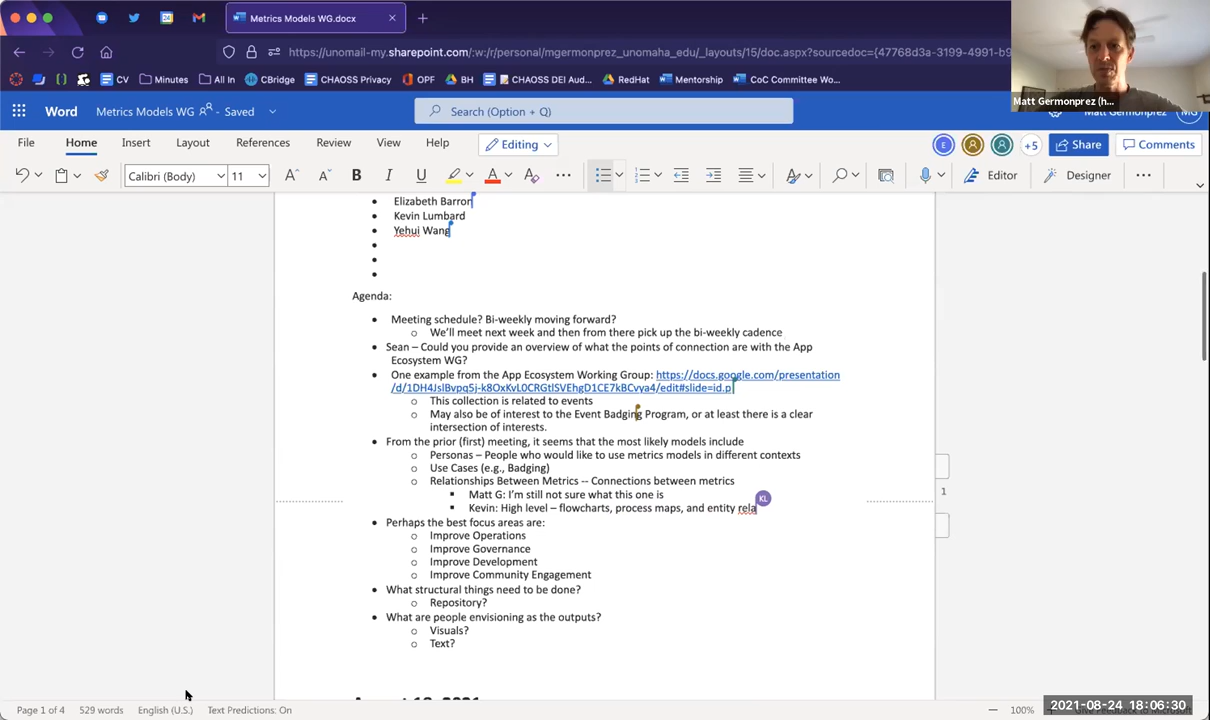 Metrics Models WG.docx
https://unomail-my.sharepoint.com/:w:/r/personal/mgermonprez_unomaha_edu/_layouts/15/doc.aspx?sourcedoc={47768d3a-3199-4991-b9
CV
Minutes
All In
CBridge
CHAOSS Privacy
OPF
BH
CHAOSS DEI Aud...
RedHat
Mentorship
CoC Committee Wo...
Matt Germonprez (h...
Word
Metrics Models WG
- Saved
Search (Option + Q)
Matt Germonprez
MG
File
Home
Insert
Layout
References
Review
View
Help
Editing
E
+5
Share
Comments
Calibri (Body)
11
Editor
Designer
• Elizabeth Barron
• Kevin Lumbard
• Yehui Wang
Agenda:
• Meeting schedule? Bi-weekly moving forward?
o We'll meet next week and then from there pick up the bi-weekly cadence
• Sean – Could you provide an overview of what the points of connection are with the App
Ecosystem WG?
• One example from the App Ecosystem Working Group: https://docs.google.com/presentation
o This collection is related to events
o May also be of interest to the Event Badging Program, or at least there is a clear
intersection of interests.
• From the prior (first) meeting, it seems that the most likely models include
o Personas – People who would like to use metrics models in different contexts
o Use Cases (e.g., Badging)
o Relationships Between Metrics -- Connections between metrics
▪ Matt G: I'm still not sure what this one is
KL
▪ Kevin: High level – flowcharts, process maps, and entity rela
1
• Perhaps the best focus areas are:
o Improve Operations
o Improve Governance
o Improve Development
o Improve Community Engagement
• What structural things need to be done?
o Repository?
• What are people envisioning as the outputs?
o Visuals?
o Text?
Page 1 of 4
529 words
English (U.S.)
Text Predictions: On
100%
2021-08-24 18:06:30